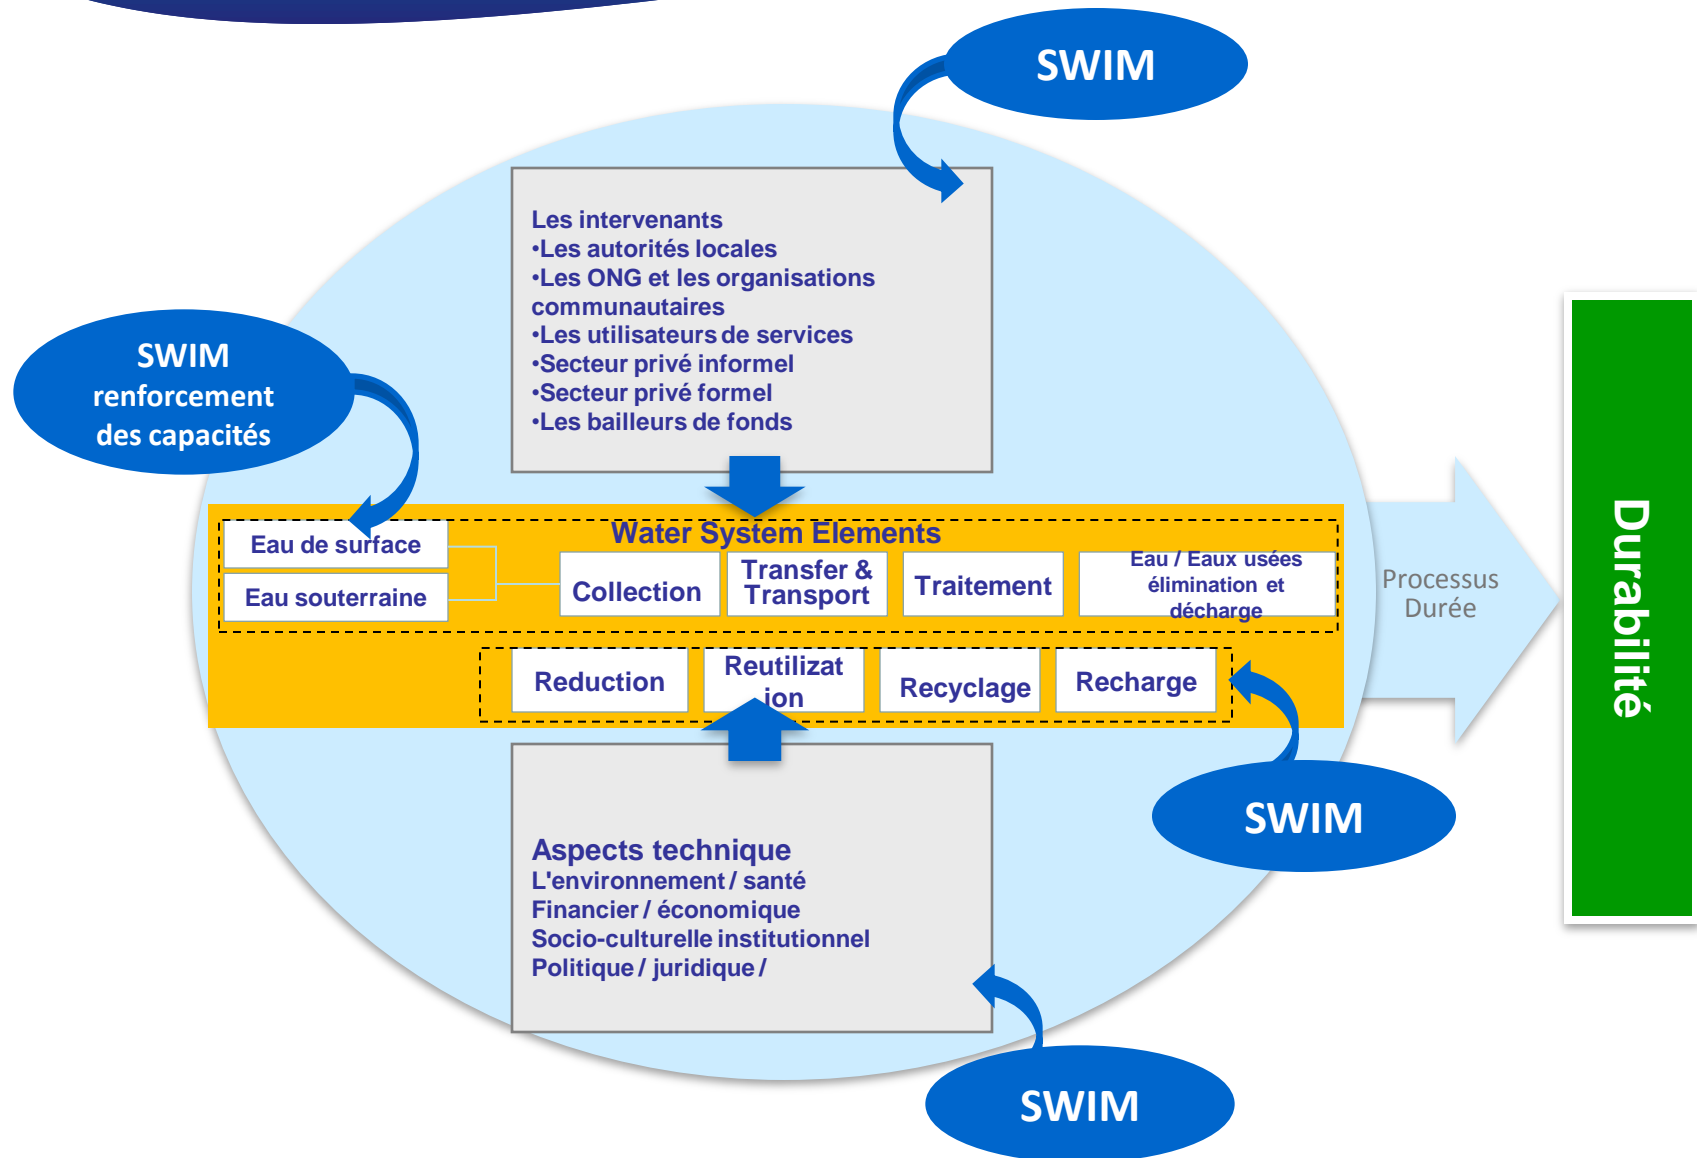 SWIM
Les intervenants
•Les autorités locales
•Les ONG et les organisations
communautaires
•Les utilisateurs de services
•Secteur privé informel
•Secteur privé formel
•Les bailleurs de fonds
SWIM
renforcement
des capacités
Water System Elements
Eau de surface
Eau souterraine
Collection
Transfer &
Transport
Traitement
Eau / Eaux usées
élimination et
décharge
Reduction
Reutilizat
ion
Recyclage
Recharge
Processus
Durée
Durabilité
SWIM
Aspects technique
L'environnement / santé
Financier / économique
Socio-culturelle institutionnel
Politique / juridique /
SWIM